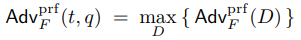 Adv_F^prf(t, q) = max_D { Adv_F^prf(D) }